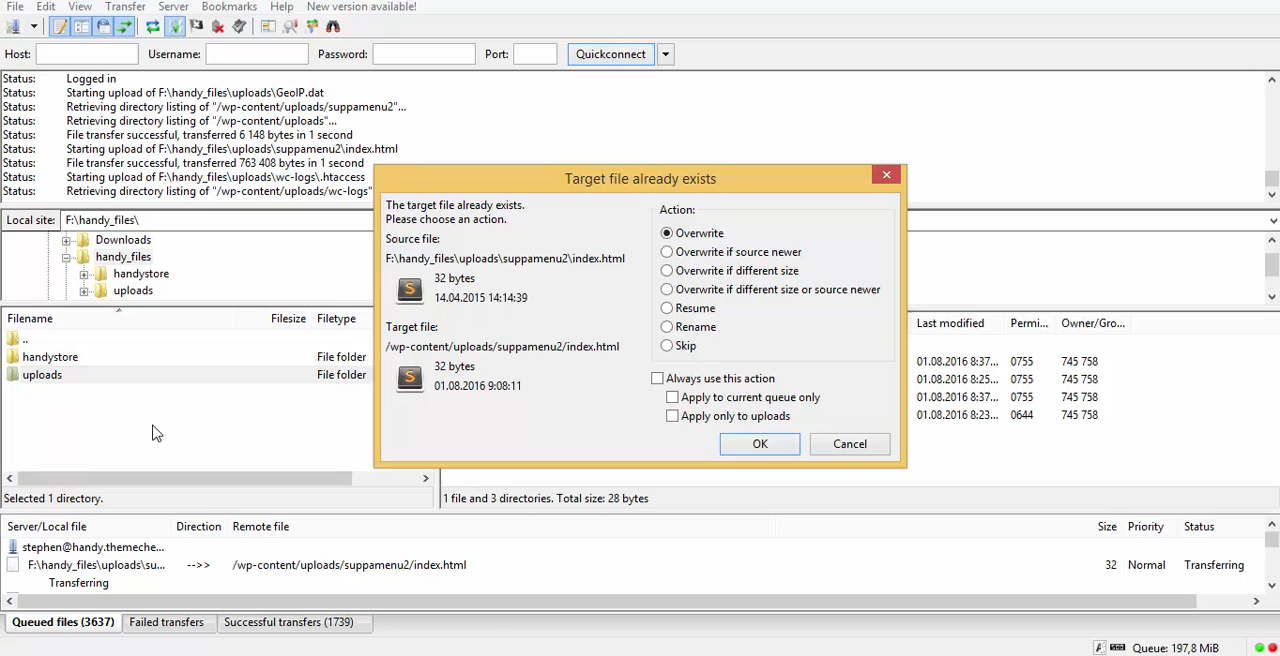 File Edit View Transfer Server Bookmarks Help New version available!
Host: Username: Password: Port: Quickconnect
Status: Logged in
Status: Starting upload of F:\handy_files\uploads\GeoIP.dat
Status: Retrieving directory listing of "/wp-content/uploads/suppamenu2"...
Status: Retrieving directory listing of "/wp-content/uploads"...
Status: File transfer successful, transferred 6 148 bytes in 1 second
Status: Starting upload of F:\handy_files\uploads\suppamenu2\index.html
Status: File transfer successful, transferred 763 408 bytes in 1 second
Status: Starting upload of F:\handy_files\uploads\wc-logs\.htaccess
Status: Retrieving directory listing of "/wp-content/uploads/wc-logs"
Local site: F:\handy_files\
Downloads
handy_files
handystore
uploads
Filename Filesize Filetype
..
handystore File folder
uploads File folder
Selected 1 directory.
Target file already exists
The target file already exists.
Please choose an action.
Source file:
F:\handy_files\uploads\suppamenu2\index.html
S
32 bytes
14.04.2015 14:14:39
Target file:
/wp-content/uploads/suppamenu2/index.html
S
32 bytes
01.08.2016 9:08:11
Action:
Overwrite
Overwrite if source newer
Overwrite if different size
Overwrite if different size or source newer
Resume
Rename
Skip
Always use this action
Apply to current queue only
Apply only to uploads
OK Cancel
Last modified Permi... Owner/Gro...
01.08.2016 8:37... 0755 745 758
01.08.2016 8:25... 0755 745 758
01.08.2016 8:37... 0755 745 758
01.08.2016 8:23... 0644 745 758
1 file and 3 directories. Total size: 28 bytes
Server/Local file Direction Remote file Size Priority Status
stephen@handy.themeche...
F:\handy_files\uploads\su... -->> /wp-content/uploads/suppamenu2/index.html 32 Normal Transferring
Transferring
Queued files (3637) Failed transfers Successful transfers (1739)
Queue: 197,8 MiB